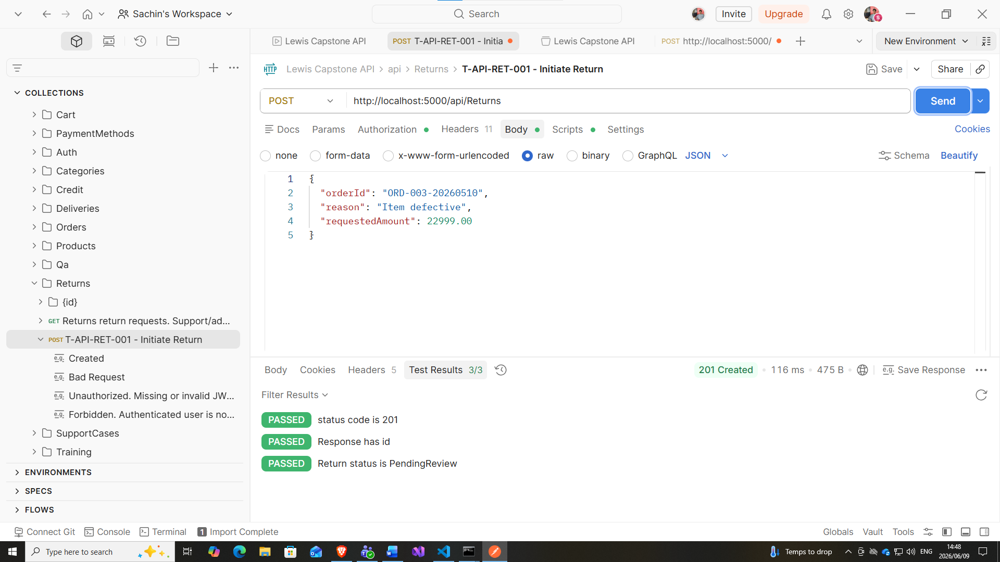 Sachin's Workspace
Search
Invite
Upgrade
S
Lewis Capstone API
POST T-API-RET-001 - Initia
Lewis Capstone API
POST http://localhost:5000/
New Environment
COLLECTIONS
Cart
PaymentMethods
Auth
Categories
Credit
Deliveries
Orders
Products
Qa
Returns
{id}
GET Returns return requests. Support/ad...
POST T-API-RET-001 - Initiate Return
e.g. Created
e.g. Bad Request
e.g. Unauthorized. Missing or invalid JW...
e.g. Forbidden. Authenticated user is no...
SupportCases
Training
ENVIRONMENTS
SPECS
FLOWS
HTTP Lewis Capstone API > api > Returns > T-API-RET-001 - Initiate Return
Save
Share
POST
http://localhost:5000/api/Returns
Send
Docs Params Authorization Headers 11 Body Scripts Settings
Cookies
none form-data x-www-form-urlencoded raw binary GraphQL JSON
Schema Beautify
1 {
2 "orderId": "ORD-003-20260510",
3 "reason": "Item defective",
4 "requestedAmount": 22999.00
5 }
Body Cookies Headers 5 Test Results 3/3
201 Created • 116 ms • 475 B
e.g. Save Response
Filter Results
PASSED status code is 201
PASSED Response has id
PASSED Return status is PendingReview
Connect Git Console Terminal 1 Import Complete
Globals Vault Tools
Type here to search
Temps to drop
ENG
14:48
2026/06/09